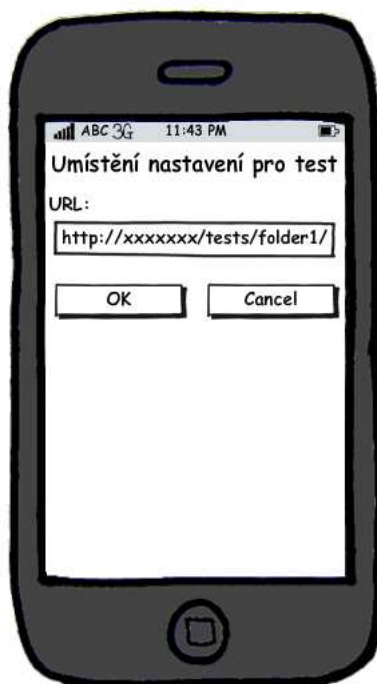 ABC 3G 11:43 PM
Umístění nastavení pro test
URL:
http://xxxxxxx/tests/folder1/
OK Cancel